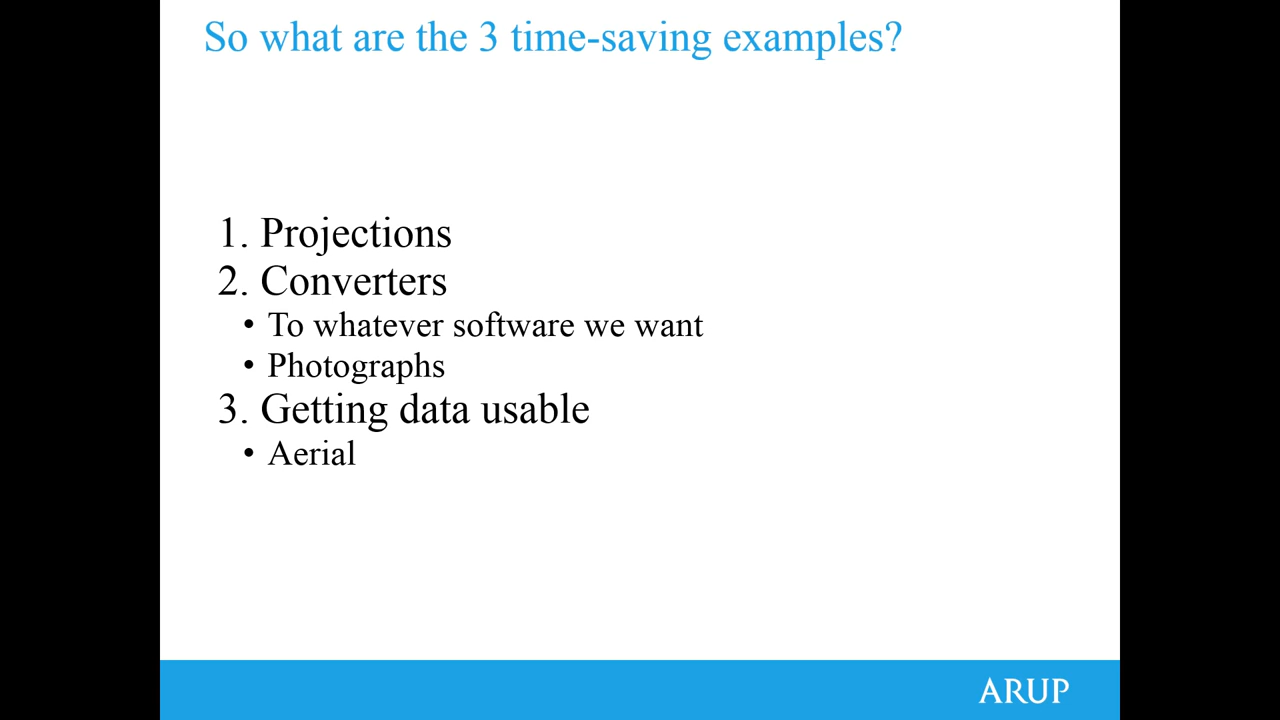 So what are the 3 time-saving examples?
1. Projections
2. Converters
• To whatever software we want
• Photographs
3. Getting data usable
• Aerial
ARUP